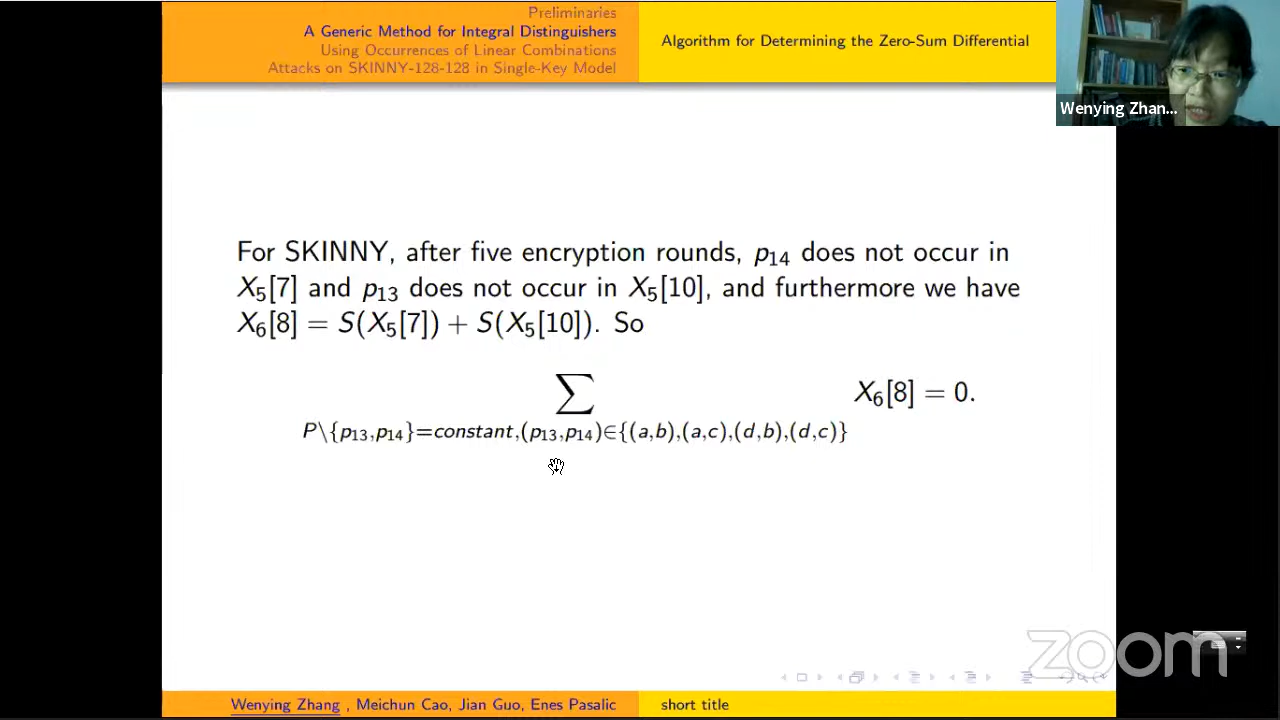 Preliminaries
A Generic Method for Integral Distinguishers
Using Occurrences of Linear Combinations
Attacks on SKINNY-128-128 in Single-Key Model
Algorithm for Determining the Zero-Sum Differential
Wenying Zhan...
For SKINNY, after five encryption rounds, p₁₄ does not occur in
X₅[7] and p₁₃ does not occur in X₅[10], and furthermore we have
X₆[8] = S(X₅[7]) + S(X₅[10]). So
∑ X₆[8] = 0.
P\{p₁₃,p₁₄}=constant,(p₁₃,p₁₄)∈{(a,b),(a,c),(d,b),(d,c)}
zoom
Wenying Zhang , Meichun Cao, Jian Guo, Enes Pasalic
short title